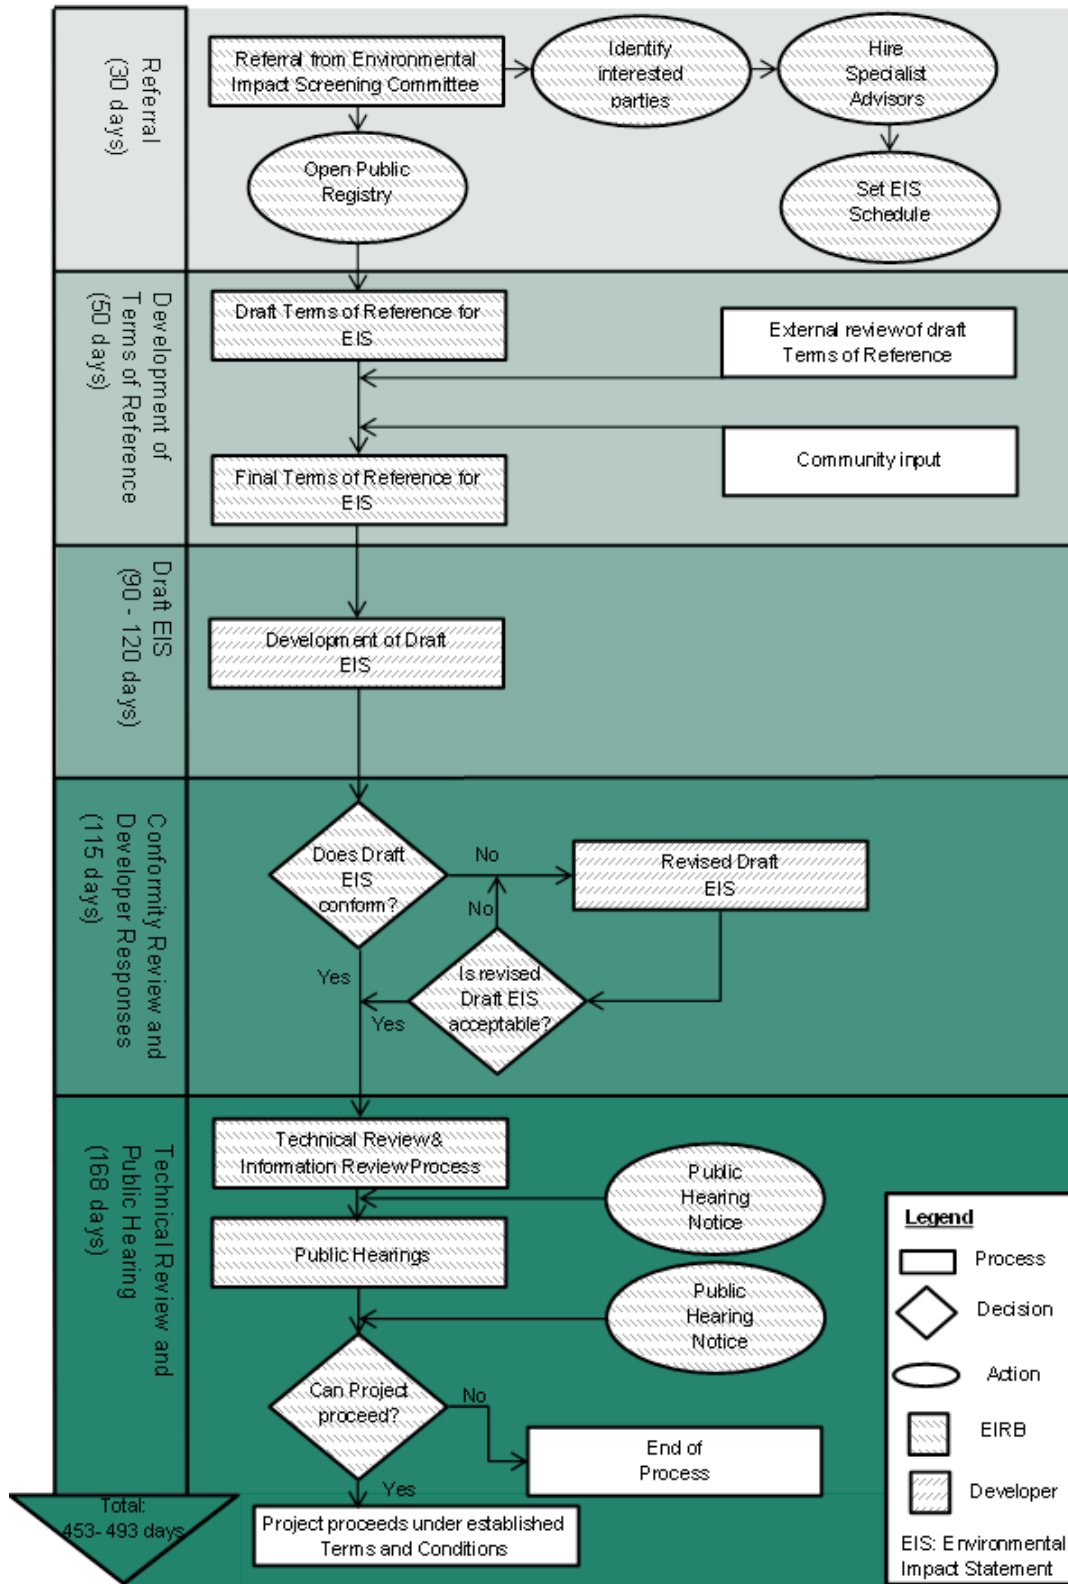 Referral
(30 days)
Referral from Environmental
Impact Screening Committee
Identify
interested
parties
Hire
Specialist
Advisors
Open Public
Registry
Set EIS
Schedule
Development of
Terms of Reference
(50 days)
Draft Terms of Reference for
EIS
External review of draft
Terms of Reference
Community input
Final Terms of Reference for
EIS
Draft EIS
(90 - 120 days)
Development of Draft
EIS
Conformity Review and
Developer Responses
(115 days)
Does Draft
EIS
conform?
No
Revised Draft
EIS
No
Yes
Is revised
Draft EIS
acceptable?
Yes
Technical Review and
Public Hearing
(168 days)
Technical Review &
Information Review Process
Public
Hearing
Notice
Public Hearings
Public
Hearing
Notice
Can Project
proceed?
No
End of
Process
Yes
Project proceeds under established
Terms and Conditions
Total:
453- 493 days
Legend
Process
Decision
Action
EIRB
Developer
EIS: Environmental
Impact Statement